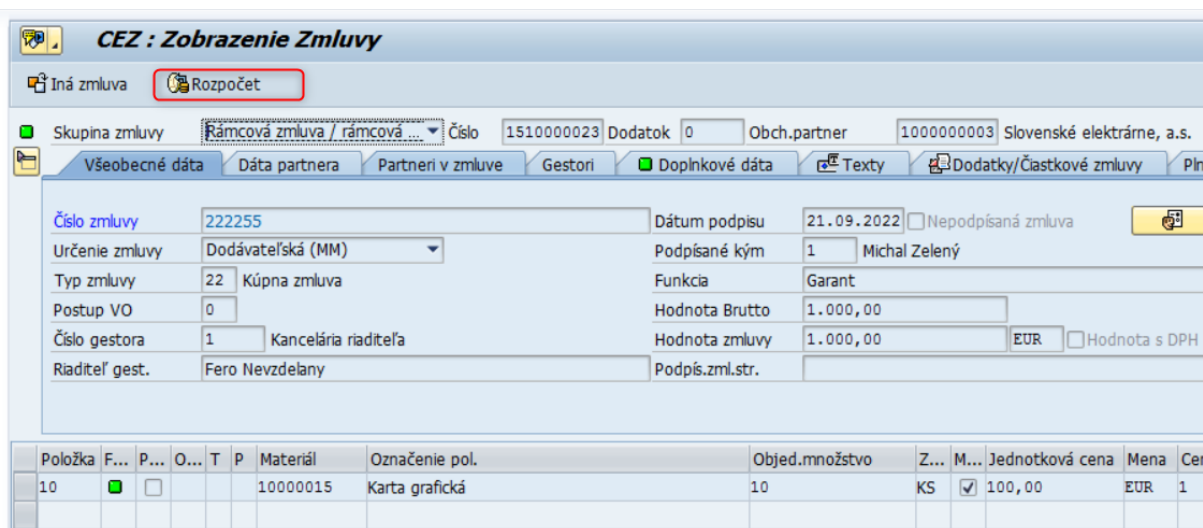 CEZ : Zobrazenie Zmluvy
Iná zmluva Rozpočet
Skupina zmluvy Rámcová zmluva / rámcová ... Číslo 1510000023 Dodatok 0 Obch.partner 1000000003 Slovenské elektrárne, a.s.
Všeobecné dáta Dáta partnera Partneri v zmluve Gestori Doplnkové dáta Texty Dodatky/Čiastkové zmluvy Pln
Číslo zmluvy 222255 Dátum podpisu 21.09.2022 Nepodpísaná zmluva
Určenie zmluvy Dodávateľská (MM) Podpísané kým 1 Michal Zelený
Typ zmluvy 22 Kúpna zmluva Funkcia Garant
Postup VO 0 Hodnota Brutto 1.000,00
Číslo gestora 1 Kancelária riaditeľa Hodnota zmluvy 1.000,00 EUR Hodnota s DPH
Riaditeľ gest. Fero Nevzdelany Podpís.zml.str.
Položka F... P... O... T P Materiál Označenie pol. Objed.množstvo Z... M... Jednotková cena Mena Cen
10 10000015 Karta grafická 10 KS 100,00 EUR 1